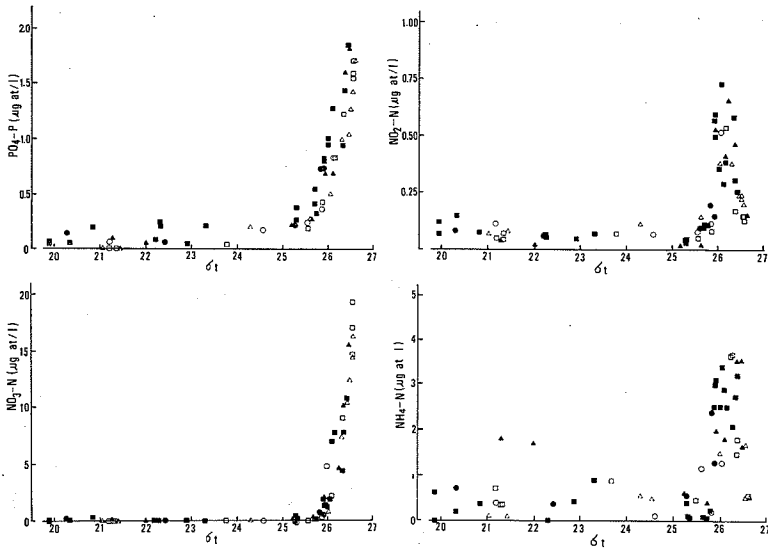 PO₄-P (µg at/l)
2.0
1.5
1.0
0.5
0
20 21 22 23 24 25 26 27
σt
NO₂-N (µg at/l)
1.00
0.75
0.50
0.25
20 21 22 23 24 25 26 27
σt
NO₃-N (µg at/l)
20
15
10
5
0
20 21 22 23 24 25 26 27
σt
NH₄-N (µg at l)
5
4
3
2
1
0
20 21 22 23 24 25 26 27
σt